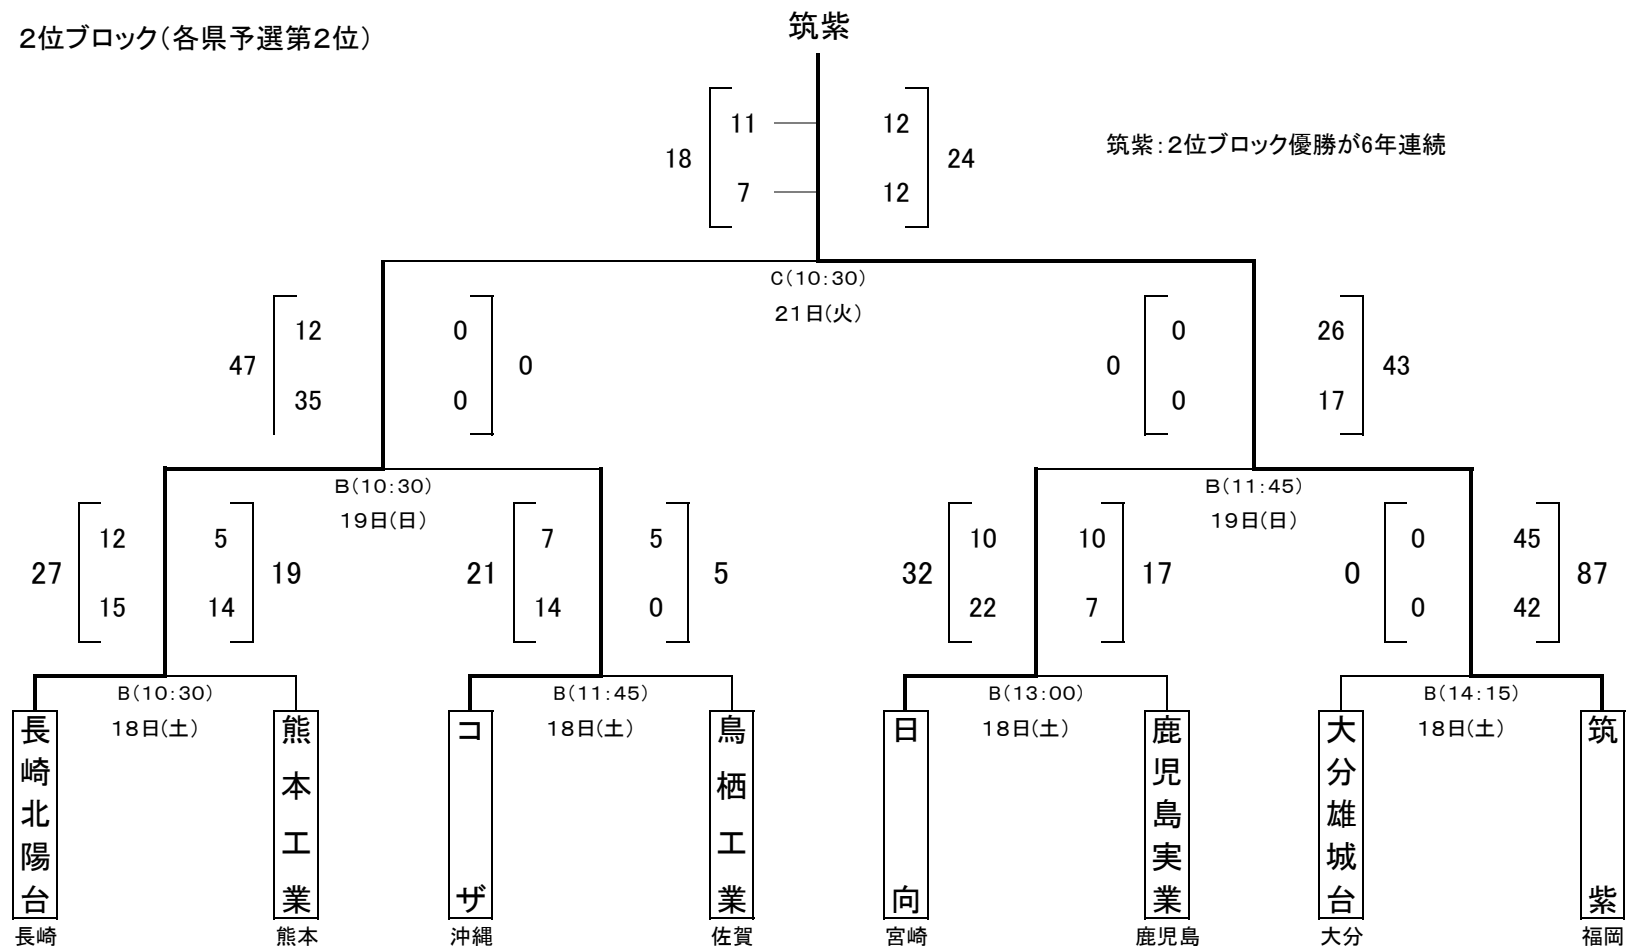 筑紫
2位ブロック（各県予選第2位）
11 12
18 24
7 12
筑紫：2位ブロック優勝が6年連続
C（10：30）
21日（火）
12 0 0 26
47 0 0 43
35 0 0 17
B（10：30） B（11：45）
19日（日） 19日（日）
12 5 7 5 10 10 0 45
27 19 21 5 32 17 0 87
15 14 14 0 22 7 0 42
B（10：30） B（11：45） B（13：00） B（14：15）
18日（土） 18日（土） 18日（土） 18日（土）
長崎北陽台
熊本工業
コザ
鳥栖工業
日向
鹿児島実業
大分雄城台
筑紫
長崎 熊本 沖縄 佐賀 宮崎 鹿児島 大分 福岡